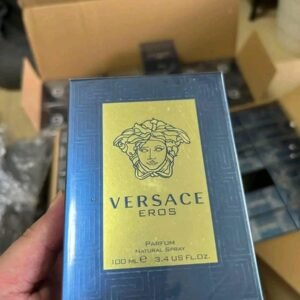 VERSACE
EROS
PARFUM
NATURAL SPRAY
100 ML ℮ 3.4 US FL.OZ.